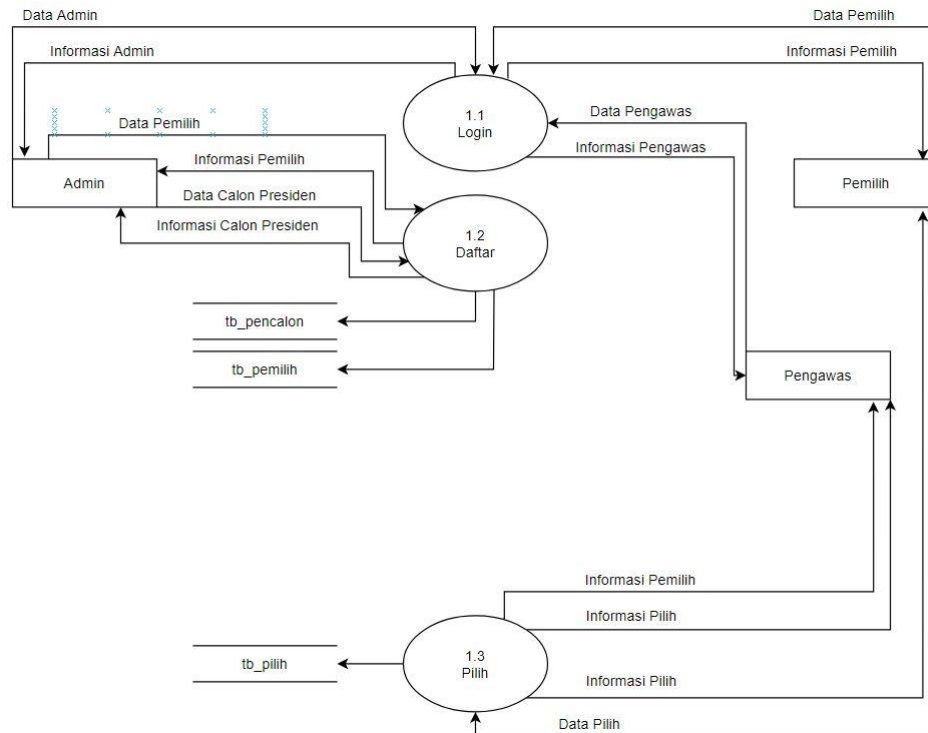 Data Admin
Data Pemilih
Informasi Admin
Informasi Pemilih
1.1
Login
Data Pengawas
Data Pemilih
Informasi Pengawas
Informasi Pemilih
Admin
Pemilih
Data Calon Presiden
Informasi Calon Presiden
1.2
Daftar
tb_pencalon
tb_pemilih
Pengawas
Informasi Pemilih
Informasi Pilih
1.3
Pilih
tb_pilih
Informasi Pilih
Data Pilih